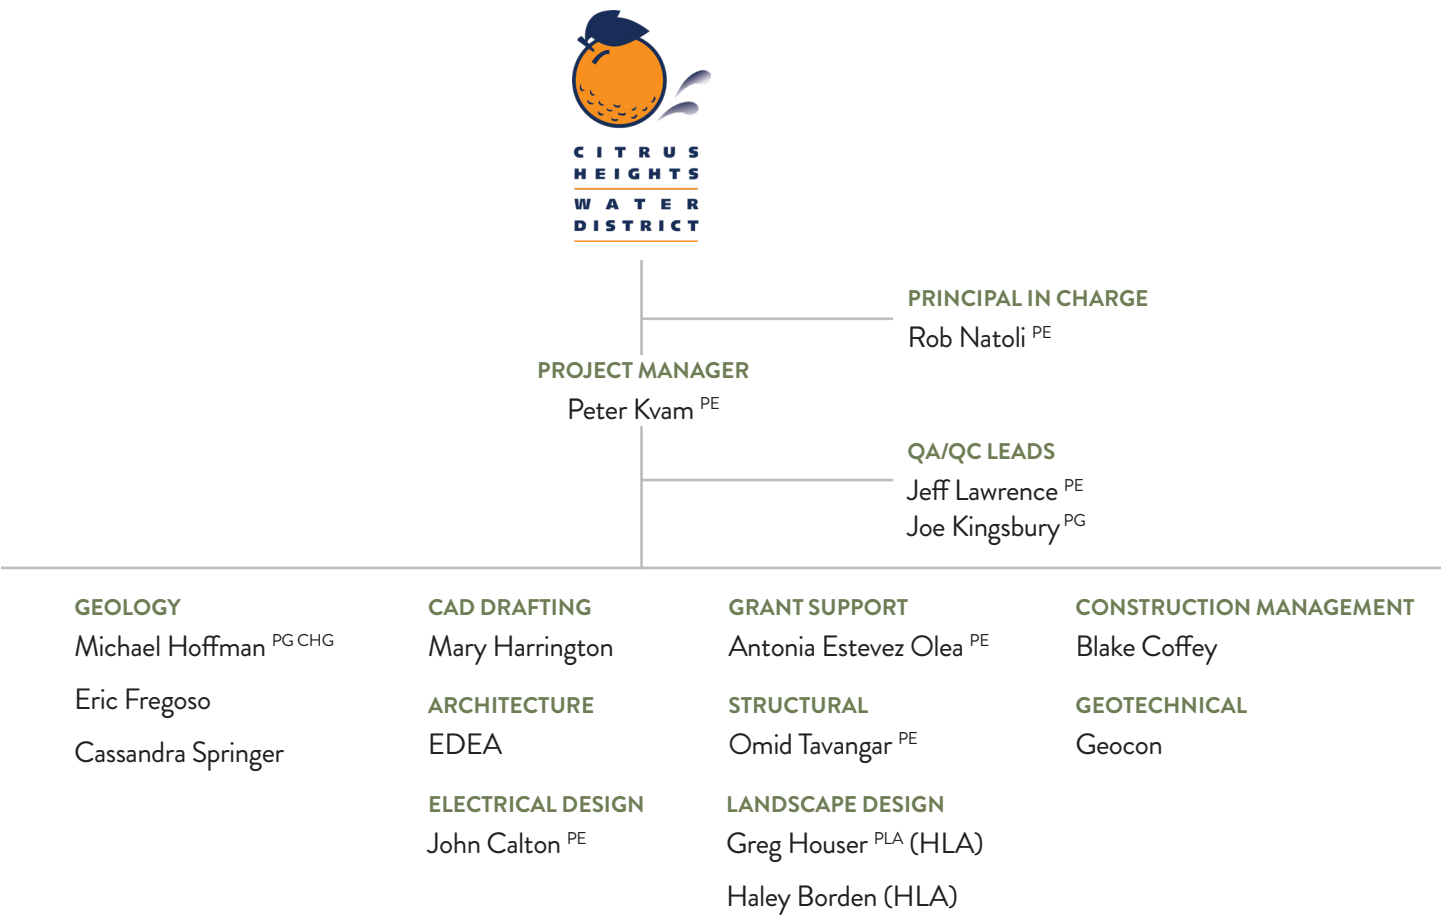 CITRUS
HEIGHTS
WATER
DISTRICT
PRINCIPAL IN CHARGE
Rob Natoli PE
PROJECT MANAGER
Peter Kvam PE
QA/QC LEADS
Jeff Lawrence PE
Joe Kingsbury PG
GEOLOGY
Michael Hoffman PG CHG
Eric Fregoso
Cassandra Springer
CAD DRAFTING
Mary Harrington
ARCHITECTURE
EDEA
ELECTRICAL DESIGN
John Calton PE
GRANT SUPPORT
Antonia Estevez Olea PE
STRUCTURAL
Omid Tavangar PE
LANDSCAPE DESIGN
Greg Houser PLA (HLA)
Haley Borden (HLA)
CONSTRUCTION MANAGEMENT
Blake Coffey
GEOTECHNICAL
Geocon